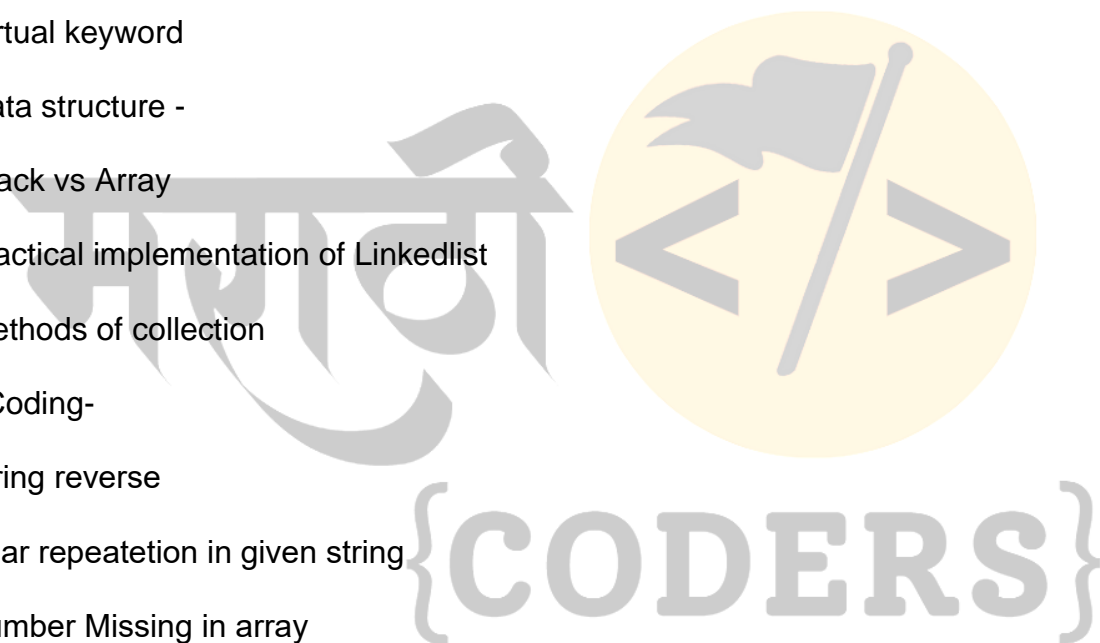 rtual keyword
ata structure -
ack vs Array
actical implementation of Linkedlist
ethods of collection
Coding-
ring reverse
ar repeatetion in given string
umber Missing in array
मराठी
</>
{CODERS}